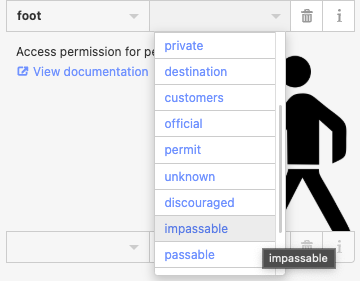 foot
i
Access permission for pe
View documentation
private
destination
customers
official
permit
unknown
discouraged
impassable
passable
impassable
i